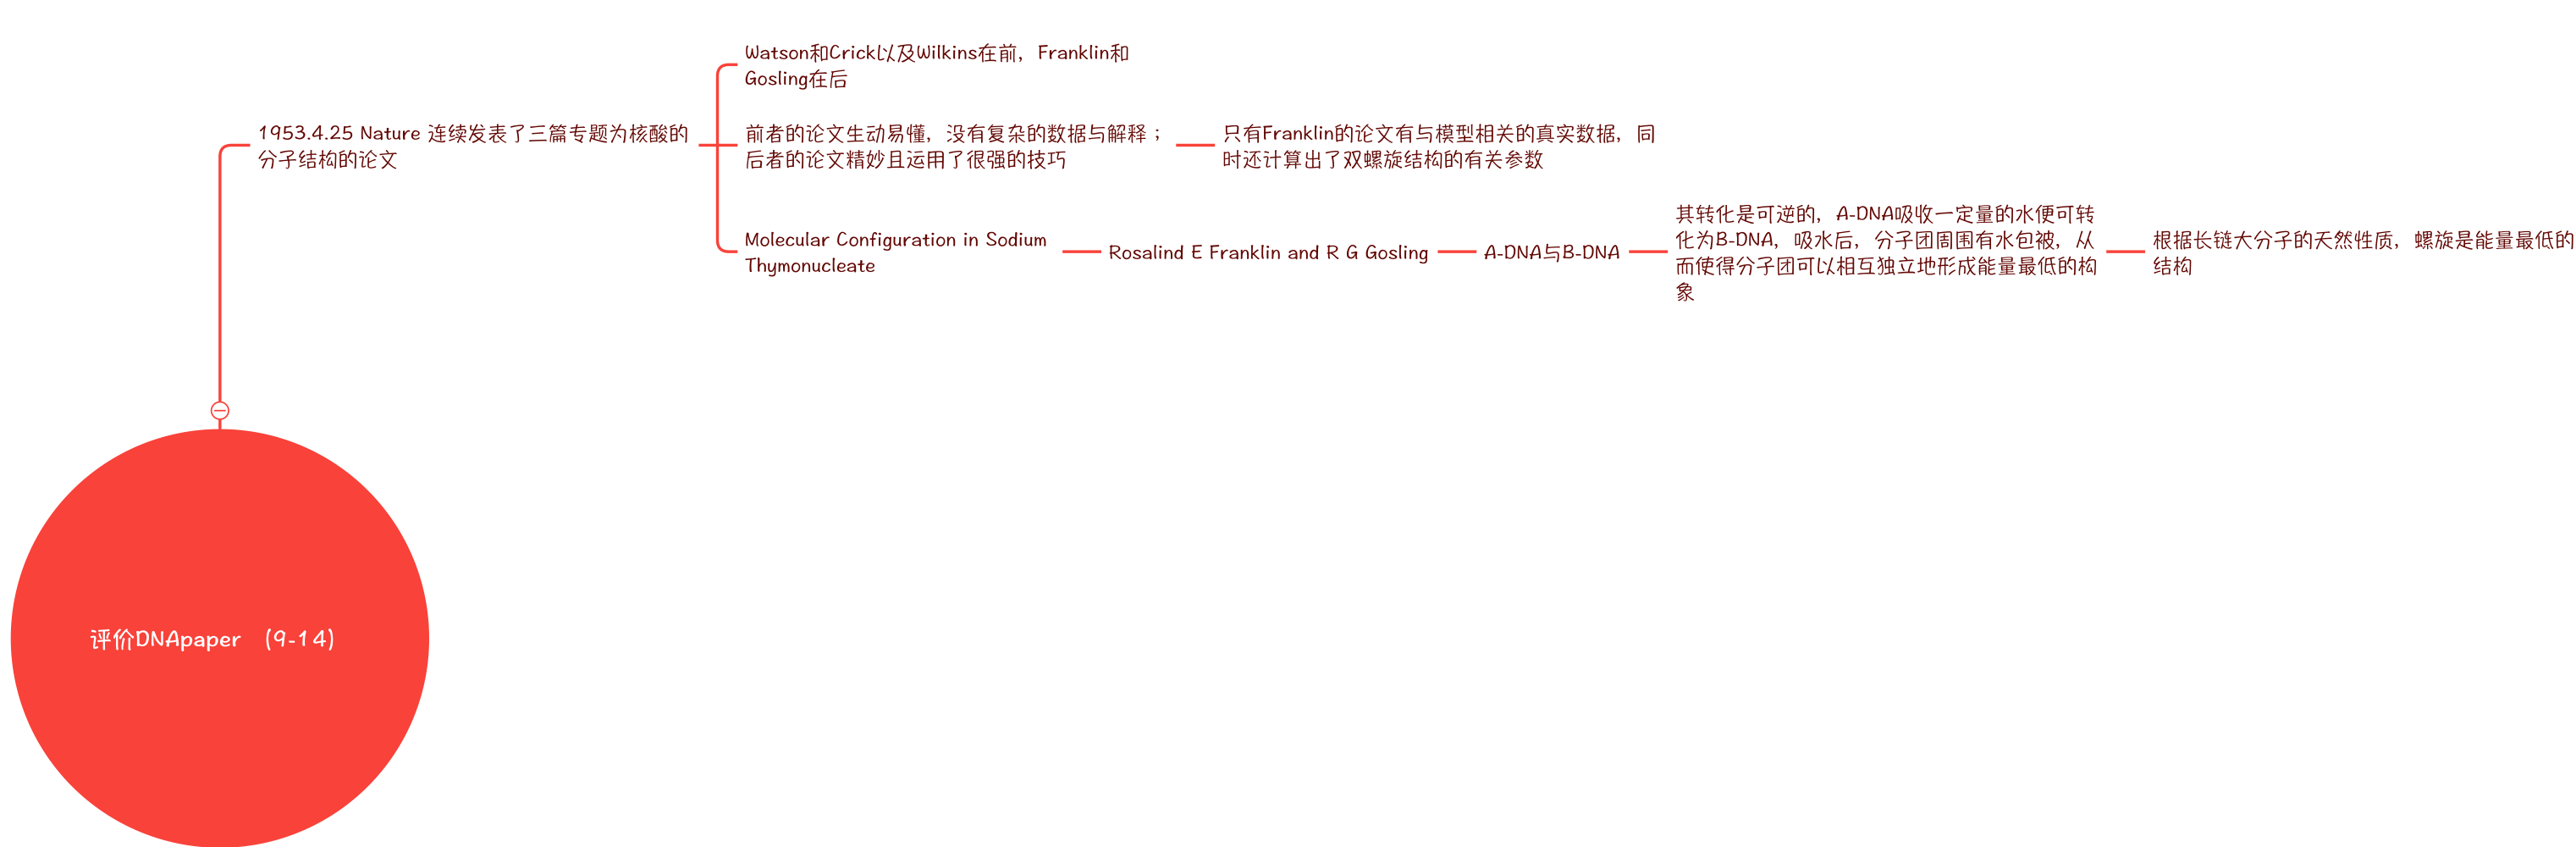 Watson和Crick以及Wilkins在前，Franklin和
Gosling在后
1953.4.25 Nature 连续发表了三篇专题为核酸的
分子结构的论文
前者的论文生动易懂，没有复杂的数据与解释；
后者的论文精妙且运用了很强的技巧
只有Franklin的论文有与模型相关的真实数据，同
时还计算出了双螺旋结构的有关参数
Molecular Configuration in Sodium
Thymonucleate
Rosalind E Franklin and R G Gosling
A-DNA与B-DNA
其转化是可逆的，A-DNA吸收一定量的水便可转
化为B-DNA，吸水后，分子团周围有水包被，从
而使得分子团可以相互独立地形成能量最低的构
象
根据长链大分子的天然性质，螺旋是能量最低的
结构
评价DNApaper （9-14）